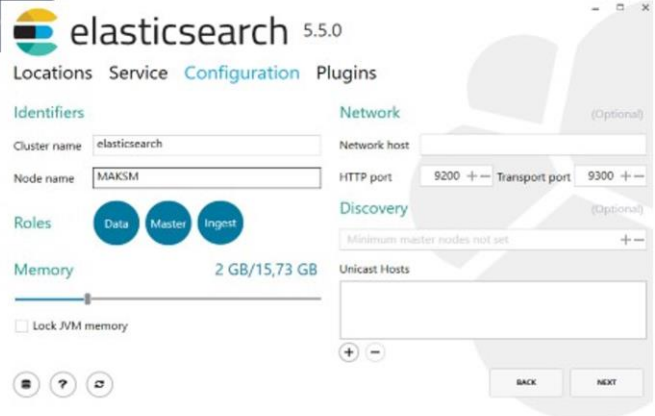 elasticsearch 5.5.0
Locations Service Configuration Plugins
Identifiers
Cluster name elasticsearch
Node name MAKSM
Roles Data Master Ingest
Memory 2 GB/15,73 GB
Lock JVM memory
Network (Optional)
Network host
HTTP port 9200 +− Transport port 9300 +−
Discovery (Optional)
Minimum master nodes not set +−
Unicast Hosts
+ −
?
BACK NEXT